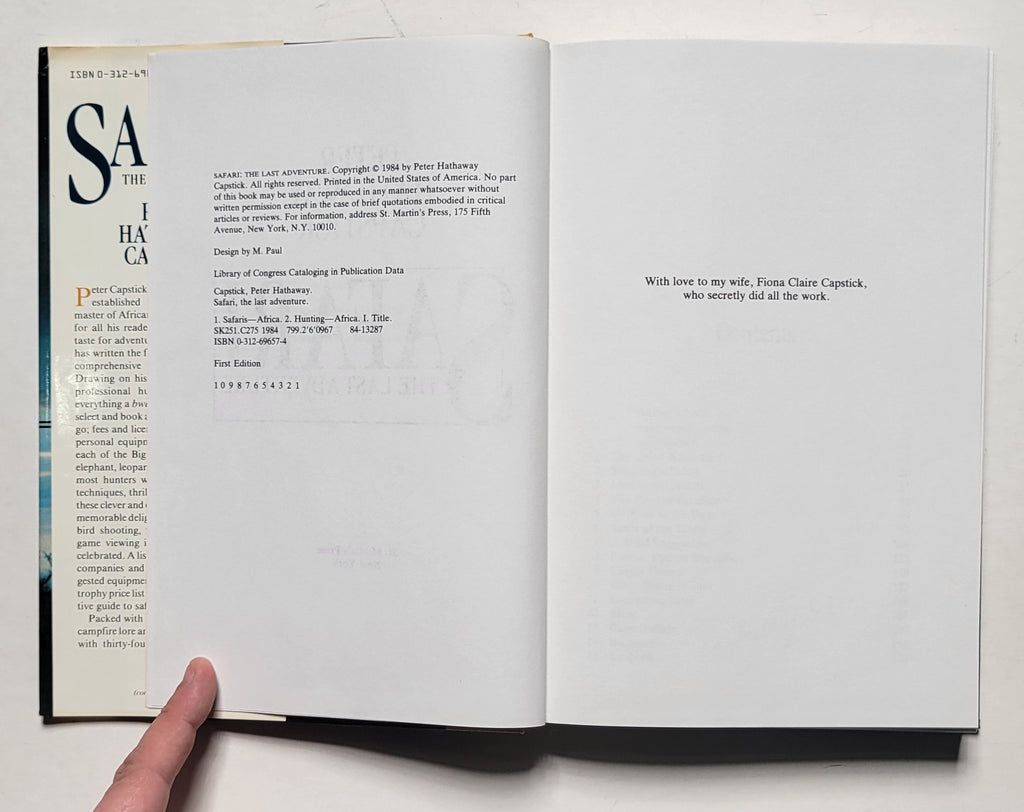 ISBN 0-312-69
SA
THE
HA
CA
Peter Capstick
established
master of Africa
for all his reade
taste for adventu
has written the f
comprehensive
Drawing on his
professional hu
everything a bwa
select and book a
go; fees and lice
personal equipm
each of the Big
elephant, leopar
most hunters w
techniques, thril
these clever and
memorable delig
bird shooting,
game viewing i
celebrated. A lis
companies and
gested equipme
trophy price list
tive guide to saf
Packed with
campfire lore an
with thirty-fou
(con
SAFARI: THE LAST ADVENTURE. Copyright © 1984 by Peter Hathaway
Capstick. All rights reserved. Printed in the United States of America. No part
of this book may be used or reproduced in any manner whatsoever without
written permission except in the case of brief quotations embodied in critical
articles or reviews. For information, address St. Martin's Press, 175 Fifth
Avenue, New York, N.Y. 10010.
Design by M. Paul
Library of Congress Cataloging in Publication Data
Capstick, Peter Hathaway.
Safari, the last adventure.
1. Safaris—Africa. 2. Hunting—Africa. I. Title.
SK251.C275 1984 799.2'6'0967 84-13287
ISBN 0-312-69657-4
First Edition
10 9 8 7 6 5 4 3 2 1
With love to my wife, Fiona Claire Capstick,
who secretly did all the work.